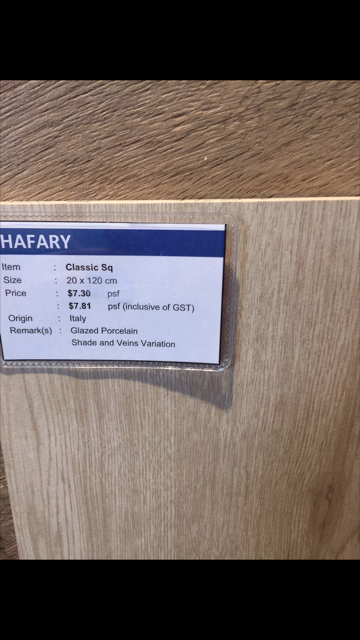 HAFARY
Item : Classic Sq
Size : 20 x 120 cm
Price : $7.30 psf
: $7.81 psf (inclusive of GST)
Origin : Italy
Remark(s) : Glazed Porcelain
Shade and Veins Variation